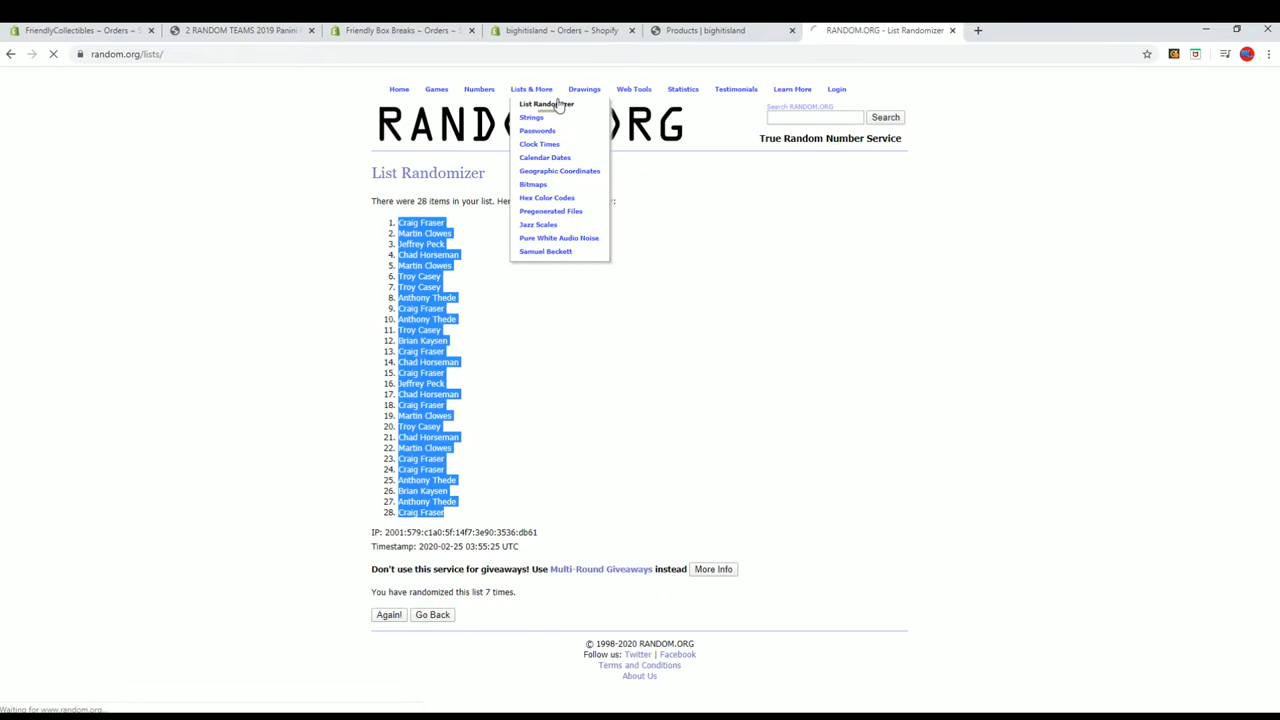 FriendlyCollectibles ~ Orders ~ S
2 RANDOM TEAMS 2019 Panini
Friendly Box Breaks ~ Orders ~
bighitisland ~ Orders ~ Shopify
Products | bighitisland
RANDOM.ORG - List Randomizer
random.org/lists/
Home
Games
Numbers
Lists & More
Drawings
Web Tools
Statistics
Testimonials
Learn More
Login
List Randomizer
Strings
Passwords
Clock Times
Calendar Dates
Geographic Coordinates
Bitmaps
Hex Color Codes
Pregenerated Files
Jazz Scales
Pure White Audio Noise
Samuel Beckett
Search RANDOM.ORG
Search
True Random Number Service
List Randomizer
There were 28 items in your list. Her
1. Craig Fraser
2. Martin Clowes
3. Jeffrey Peck
4. Chad Horseman
5. Martin Clowes
6. Troy Casey
7. Troy Casey
8. Anthony Thede
9. Craig Fraser
10. Anthony Thede
11. Troy Casey
12. Brian Kaysen
13. Craig Fraser
14. Chad Horseman
15. Craig Fraser
16. Jeffrey Peck
17. Chad Horseman
18. Craig Fraser
19. Martin Clowes
20. Troy Casey
21. Chad Horseman
22. Martin Clowes
23. Craig Fraser
24. Craig Fraser
25. Anthony Thede
26. Brian Kaysen
27. Anthony Thede
28. Craig Fraser
IP: 2001:579:c1a0:5f:14f7:3e90:3536:db61
Timestamp: 2020-02-25 03:55:25 UTC
Don't use this service for giveaways! Use Multi-Round Giveaways instead More Info
You have randomized this list 7 times.
Again! Go Back
© 1998-2020 RANDOM.ORG
Follow us: Twitter | Facebook
Terms and Conditions
About Us
Waiting for www.random.org...